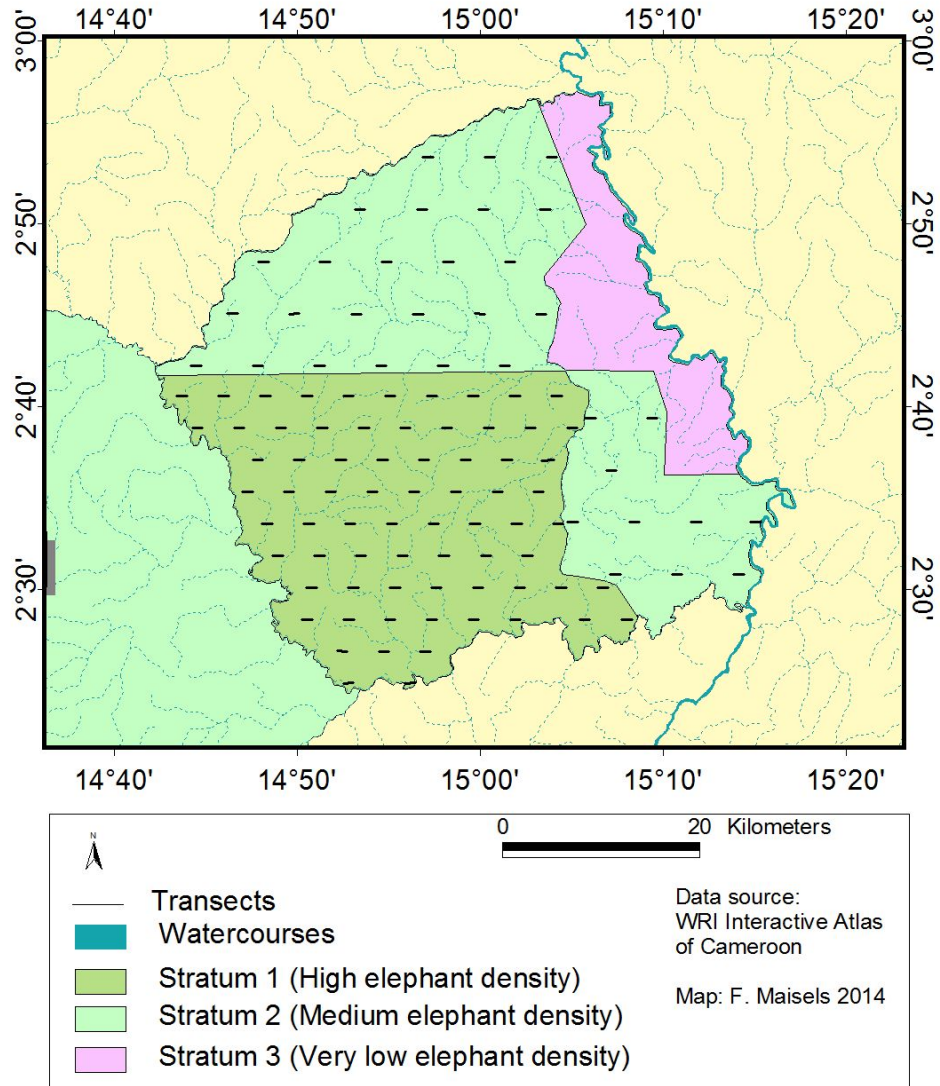 14°40' 14°50' 15°00' 15°10' 15°20'
3°00' 3°00'
2°50' 2°50'
2°40' 2°40'
2°30' 2°30'
14°40' 14°50' 15°00' 15°10' 15°20'
N
0 20 Kilometers
Transects
Watercourses
Stratum 1 (High elephant density)
Stratum 2 (Medium elephant density)
Stratum 3 (Very low elephant density)
Data source:
WRI Interactive Atlas
of Cameroon
Map: F. Maisels 2014